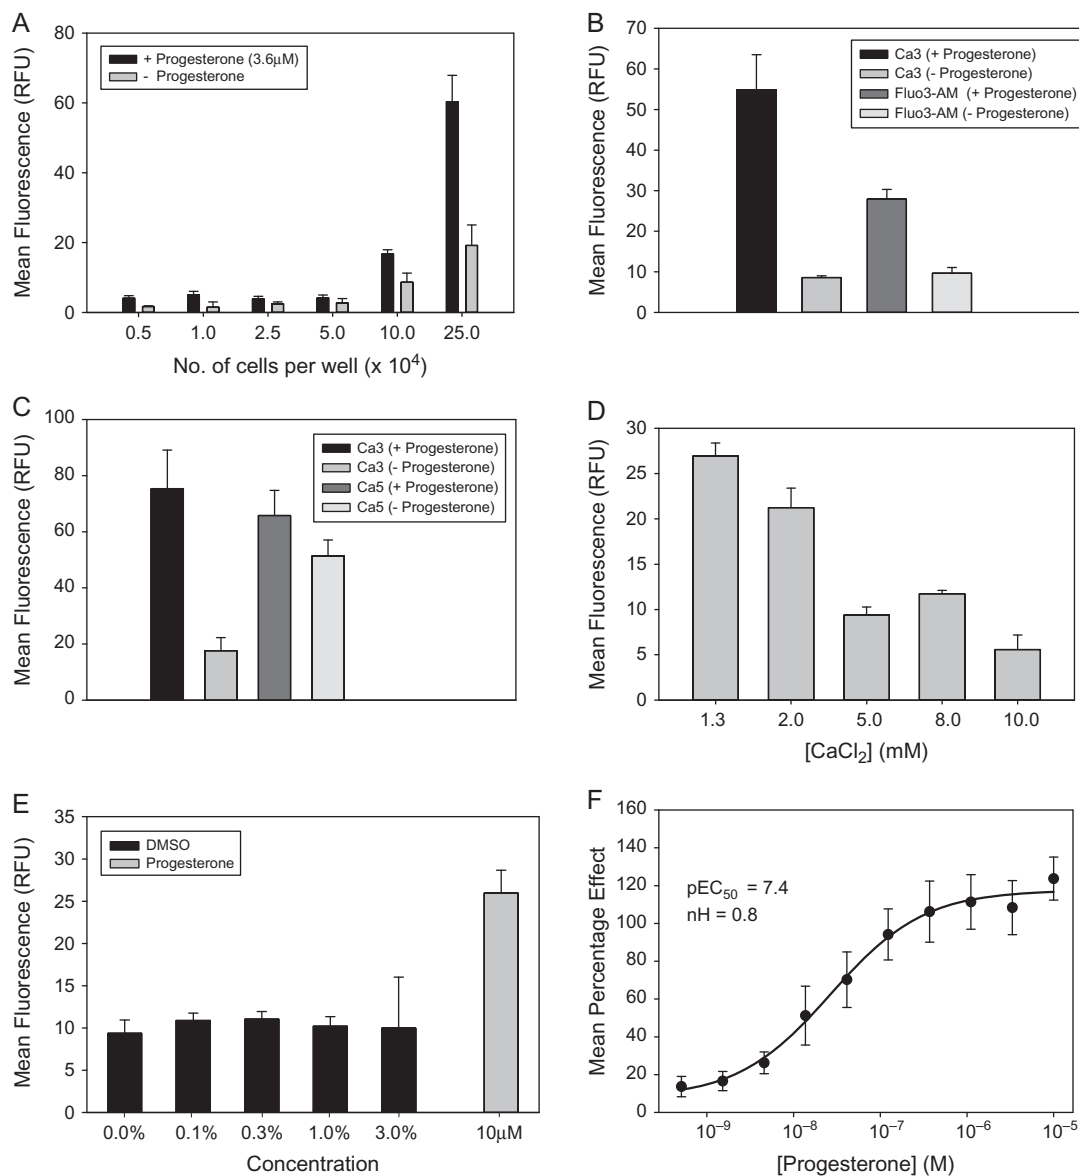 A
Mean Fluorescence (RFU)
80
60
40
20
0
+ Progesterone (3.6μM)
- Progesterone
0.5 1.0 2.5 5.0 10.0 25.0
No. of cells per well (x 10⁴)
B
Mean Fluorescence (RFU)
70
60
50
40
30
20
10
0
Ca3 (+ Progesterone)
Ca3 (- Progesterone)
Fluo3-AM (+ Progesterone)
Fluo3-AM (- Progesterone)
C
Mean Fluorescence (RFU)
100
80
60
40
20
0
Ca3 (+ Progesterone)
Ca3 (- Progesterone)
Ca5 (+ Progesterone)
Ca5 (- Progesterone)
D
Mean Fluorescence (RFU)
30
25
20
15
10
5
0
1.3 2.0 5.0 8.0 10.0
[CaCl₂] (mM)
E
Mean Fluorescence (RFU)
35
30
25
20
15
10
5
0
DMSO
Progesterone
0.0% 0.1% 0.3% 1.0% 3.0% 10μM
Concentration
F
Mean Percentage Effect
160
140
120
100
80
60
40
20
0
pEC₅₀ = 7.4
nH = 0.8
10⁻⁹ 10⁻⁸ 10⁻⁷ 10⁻⁶ 10⁻⁵
[Progesterone] (M)